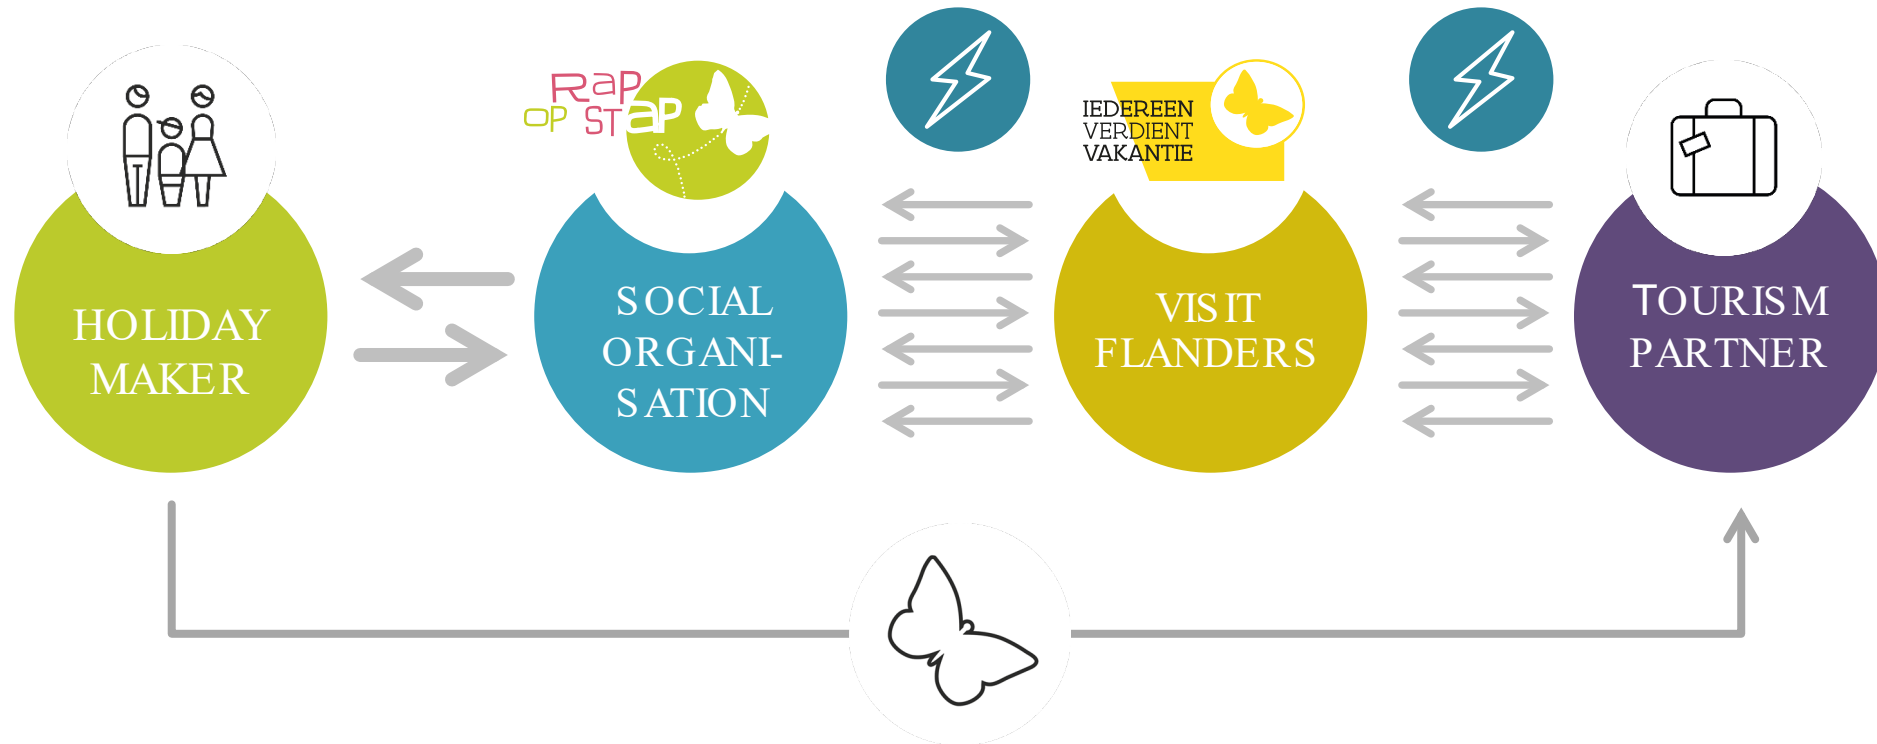 RaP
OP STaP
IEDEREEN
VERDIENT
VAKANTIE
HOLIDAY
MAKER
SOCIAL
ORGANI-
SATION
VISIT
FLANDERS
TOURISM
PARTNER